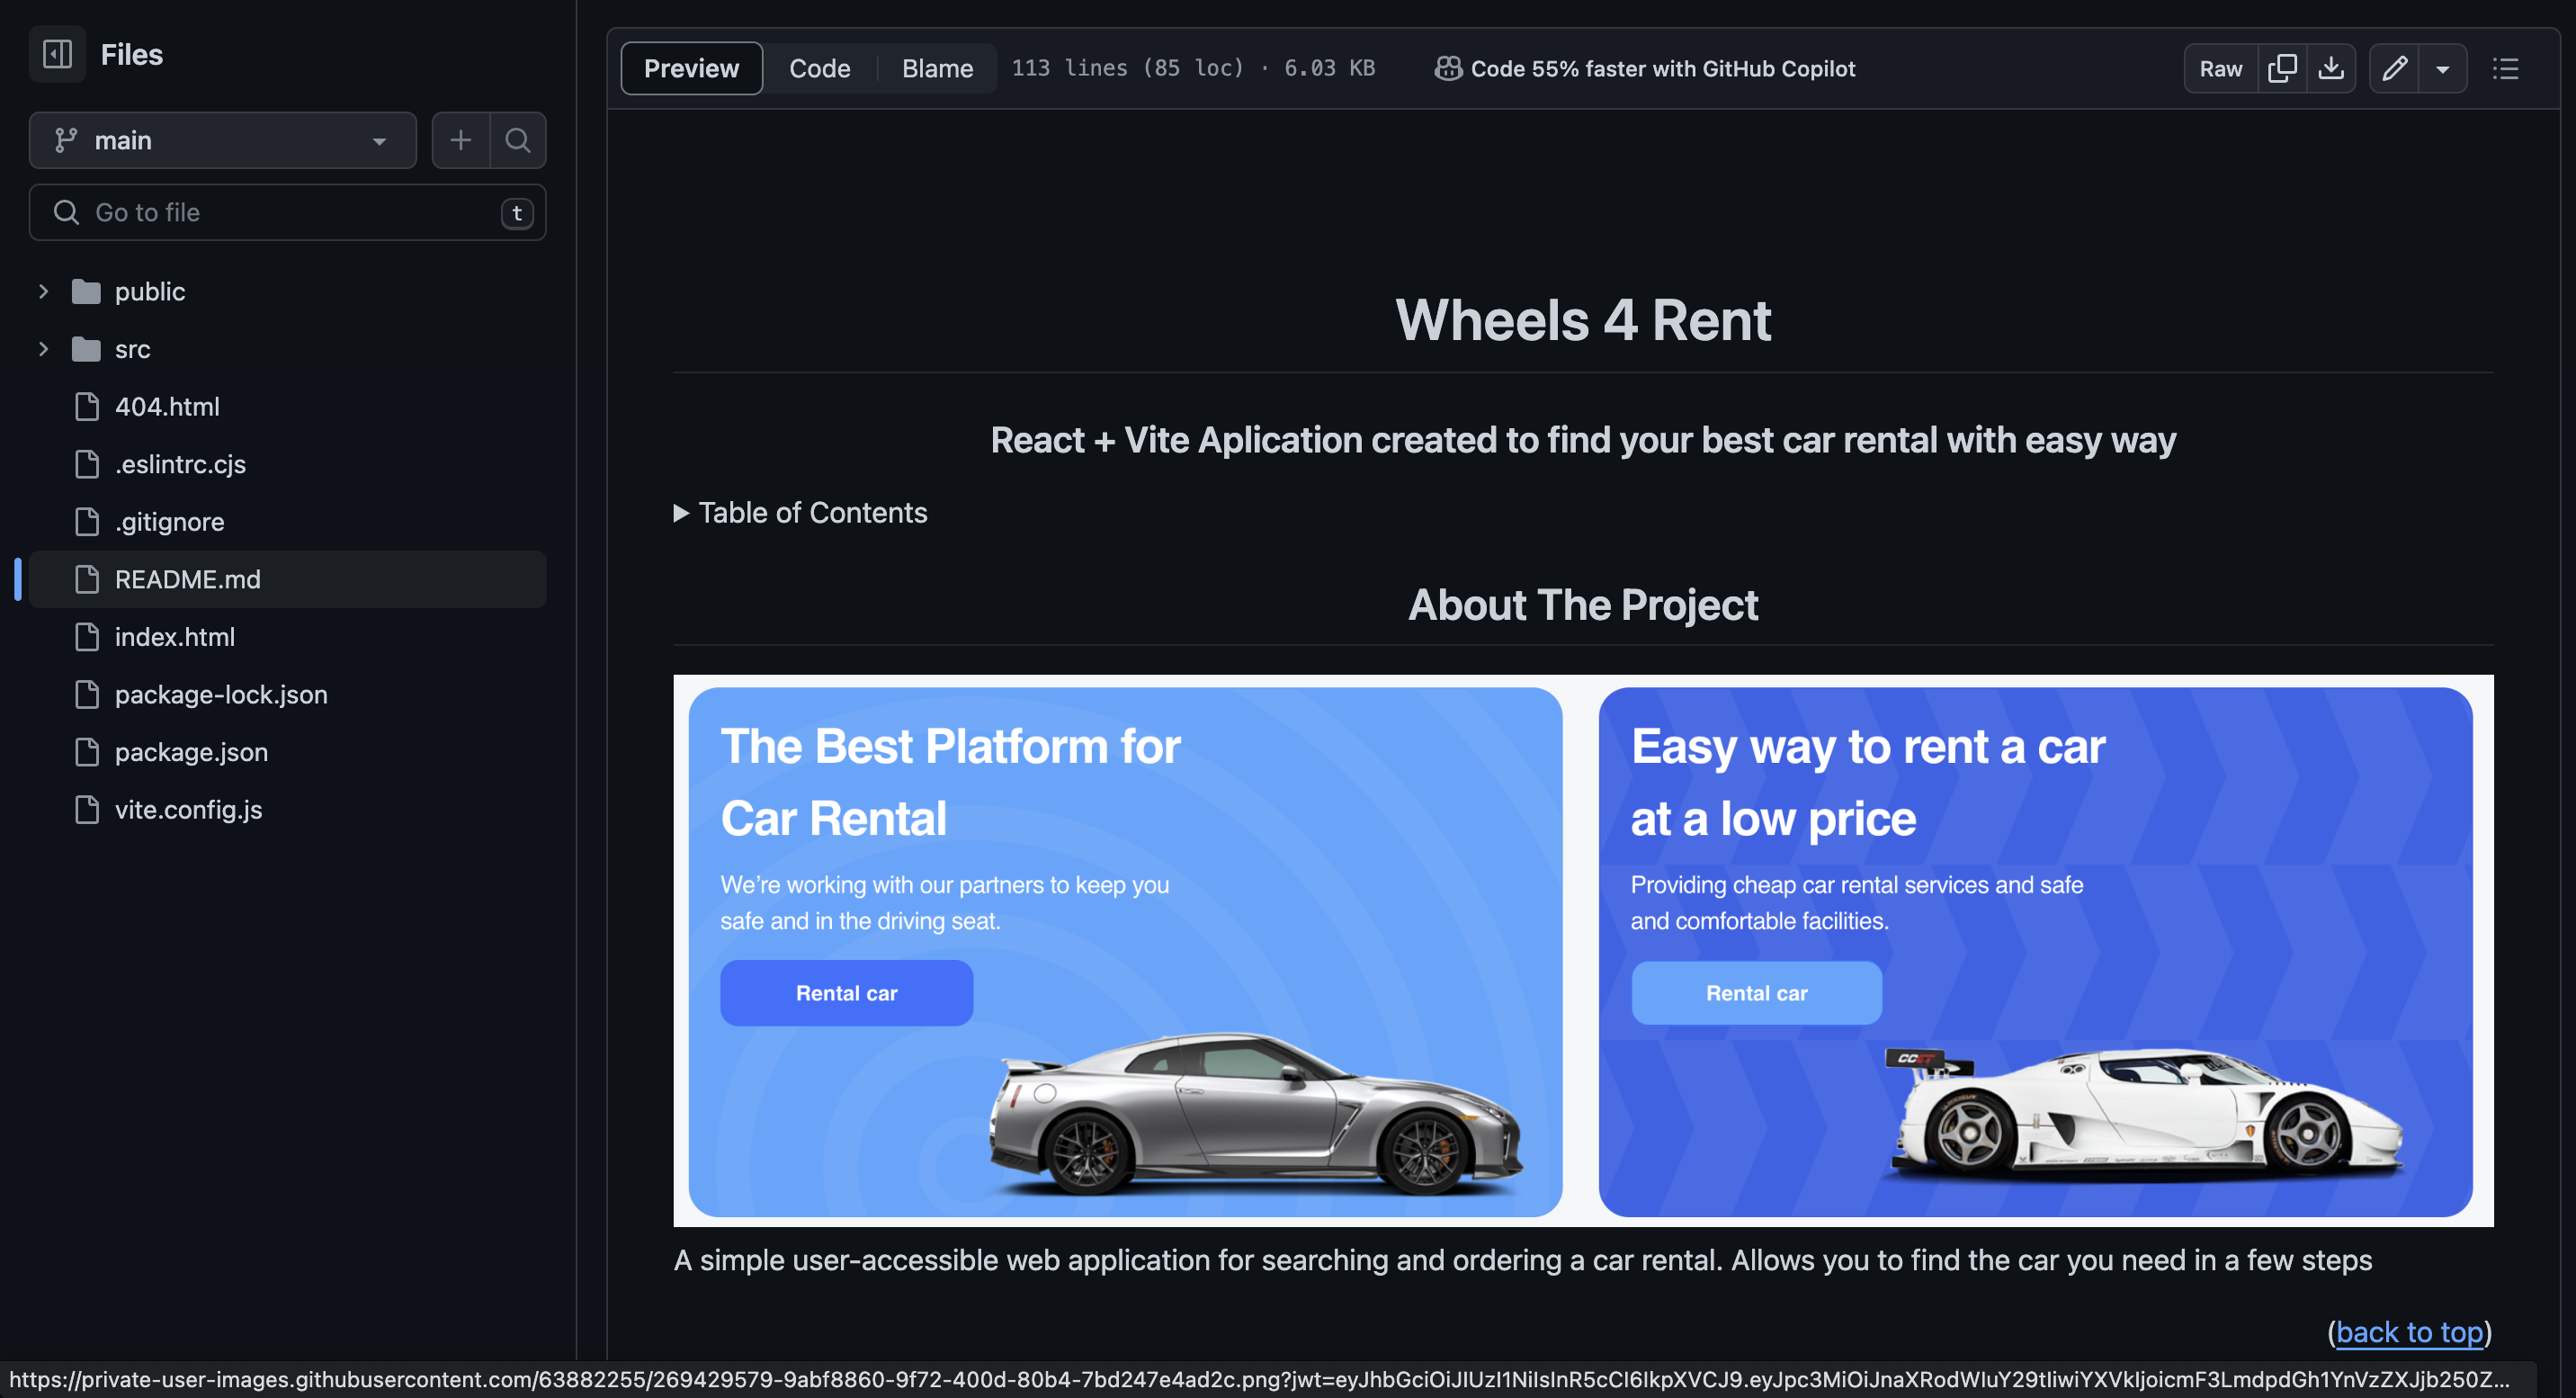 Files
main
Go to file
t
public
src
404.html
.eslintrc.cjs
.gitignore
README.md
index.html
package-lock.json
package.json
vite.config.js
Preview
Code
Blame
113 lines (85 loc) · 6.03 KB
Code 55% faster with GitHub Copilot
Raw
Wheels 4 Rent
React + Vite Aplication created to find your best car rental with easy way
Table of Contents
About The Project
The Best Platform for
Car Rental
We're working with our partners to keep you
safe and in the driving seat.
Rental car
Easy way to rent a car
at a low price
Providing cheap car rental services and safe
and comfortable facilities.
Rental car
CCGT
A simple user-accessible web application for searching and ordering a car rental. Allows you to find the car you need in a few steps
(back to top)
https://private-user-images.githubusercontent.com/63882255/269429579-9abf8860-9f72-400d-80b4-7bd247e4ad2c.png?jwt=eyJhbGciOiJIUzI1NiIsInR5cCI6IkpXVCJ9.eyJpc3MiOiJnaXRodWIuY29tIiwiYXVkIjoicmF3LmdpdGh1YnVzZXJjb250Z...